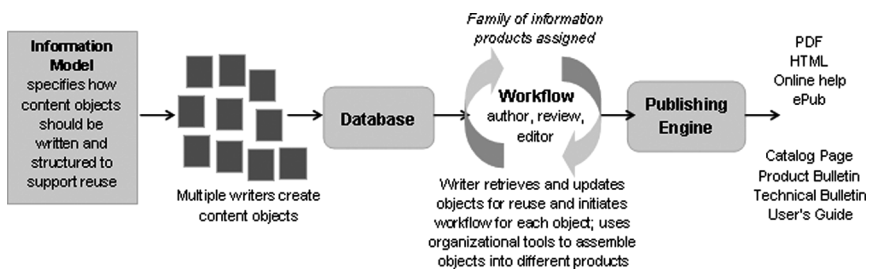 Information
Model
specifies how
content objects
should be
written and
structured to
support reuse
Multiple writers create
content objects
Database
Family of information
products assigned
Workflow
author, review,
editor
Writer retrieves and updates
objects for reuse and initiates
workflow for each object; uses
organizational tools to assemble
objects into different products
Publishing
Engine
PDF
HTML
Online help
ePub
Catalog Page
Product Bulletin
Technical Bulletin
User's Guide